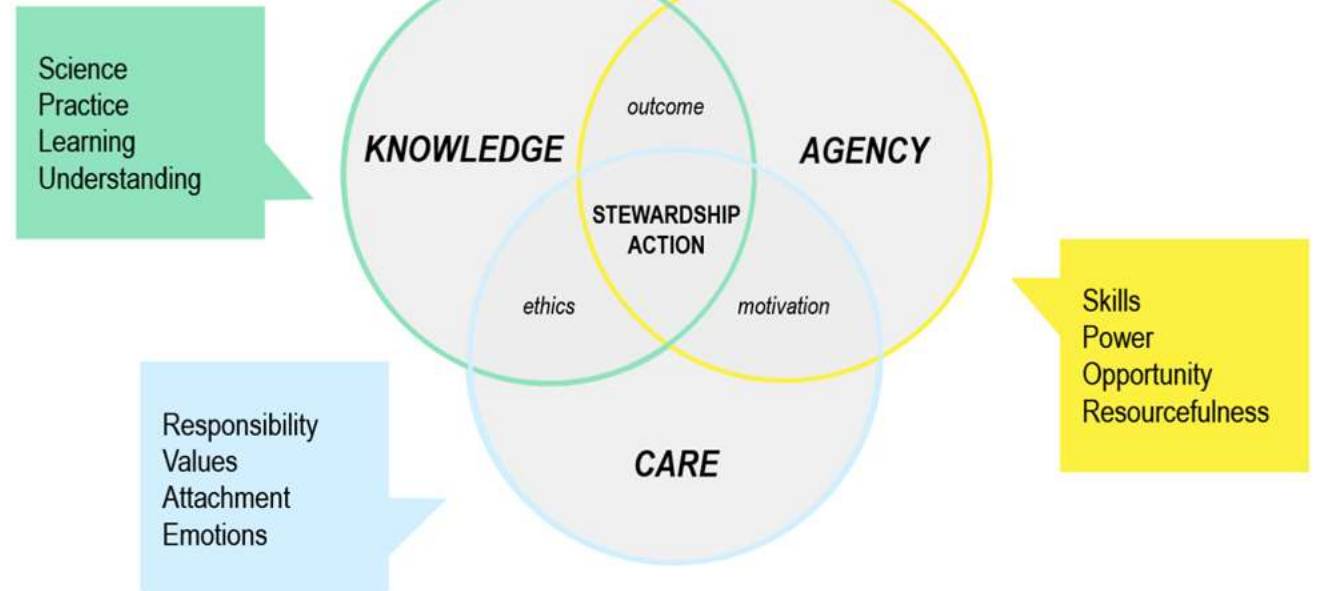 Science
Practice
Learning
Understanding
outcome
KNOWLEDGE
AGENCY
STEWARDSHIP
ACTION
ethics
motivation
Skills
Power
Opportunity
Resourcefulness
Responsibility
Values
Attachment
Emotions
CARE